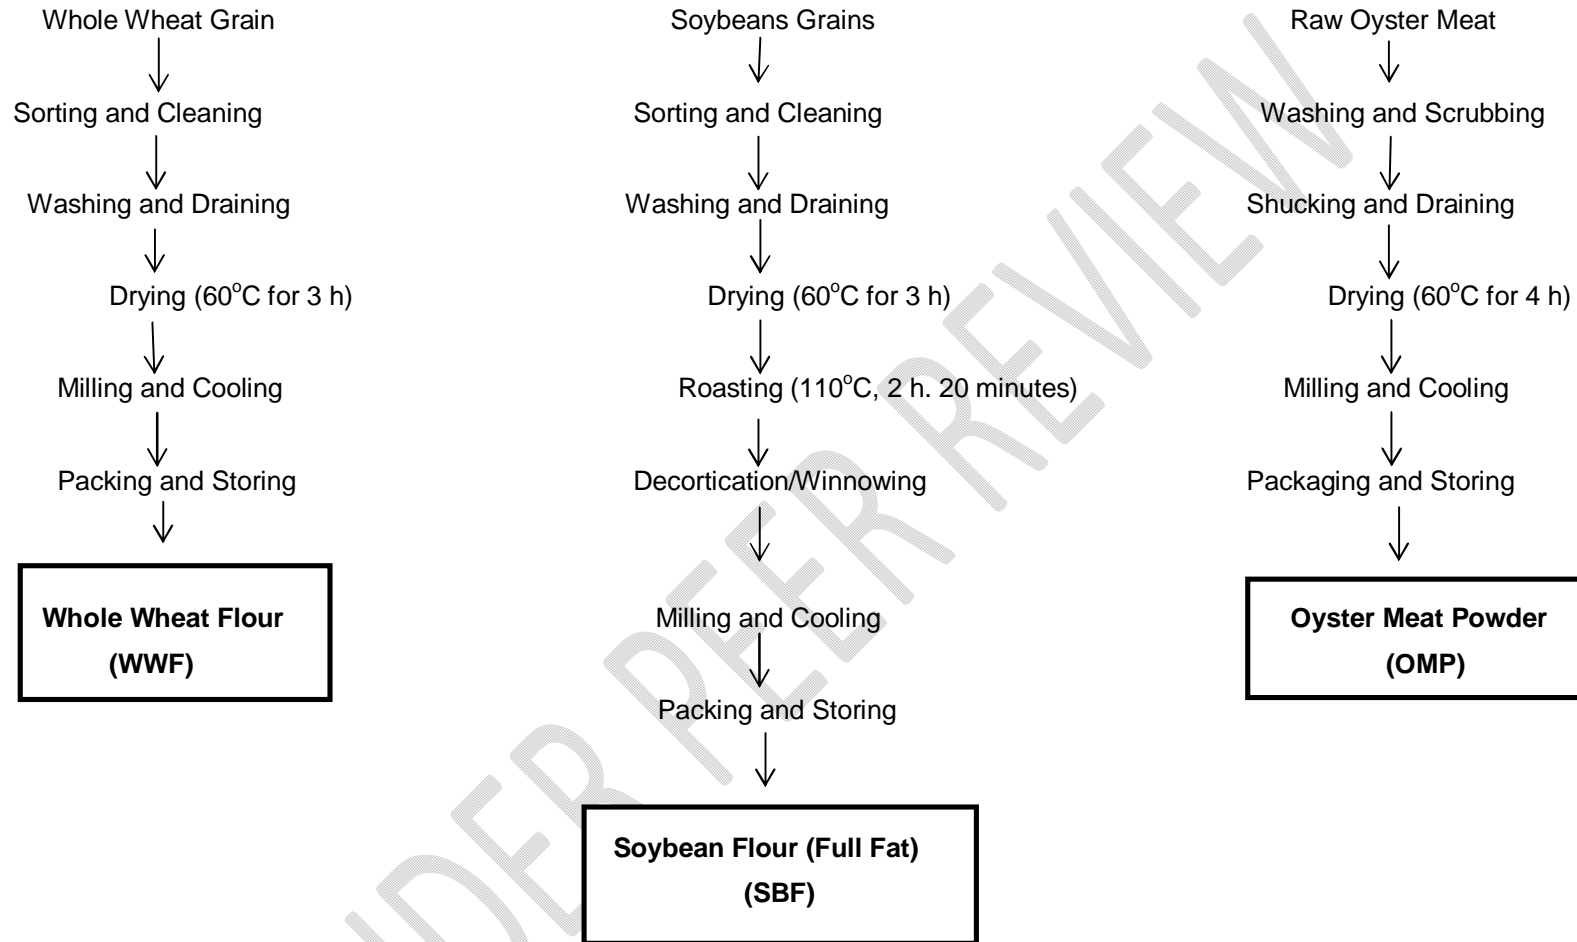 Whole Wheat Grain
Sorting and Cleaning
Washing and Draining
Drying (60°C for 3 h)
Milling and Cooling
Packing and Storing
Whole Wheat Flour
(WWF)
Soybeans Grains
Sorting and Cleaning
Washing and Draining
Drying (60°C for 3 h)
Roasting (110°C, 2 h. 20 minutes)
Decortication/Winnowing
Milling and Cooling
Packing and Storing
Soybean Flour (Full Fat)
(SBF)
Raw Oyster Meat
Washing and Scrubbing
Shucking and Draining
Drying (60°C for 4 h)
Milling and Cooling
Packaging and Storing
Oyster Meat Powder
(OMP)
PEER REVIEW